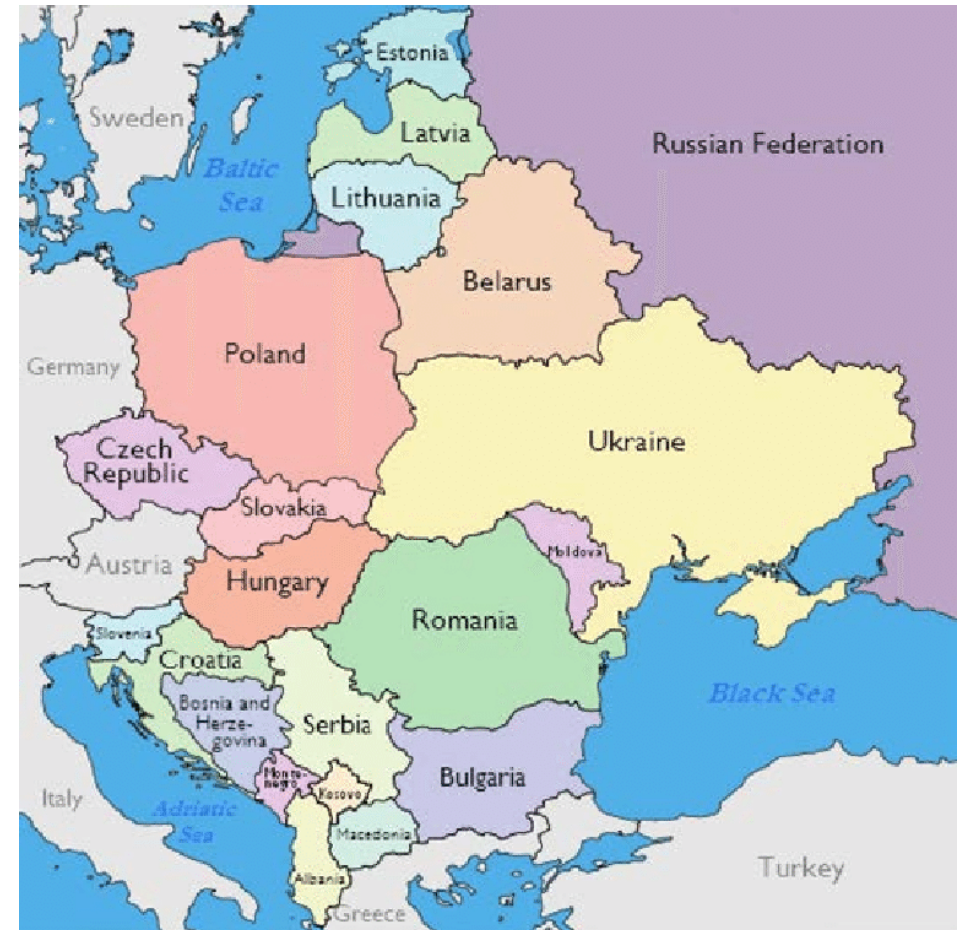 Estonia
Sweden
Latvia
Russian Federation
Baltic
Sea
Lithuania
Belarus
Poland
Germany
Ukraine
Czech
Republic
Slovakia
Moldova
Austria
Hungary
Romania
Slovenia
Croatia
Black Sea
Bosnia and
Herze-
govina
Serbia
Monte-
negro
Kosovo
Bulgaria
Italy
Adriatic
Sea
Macedonia
Turkey
Albania
Greece